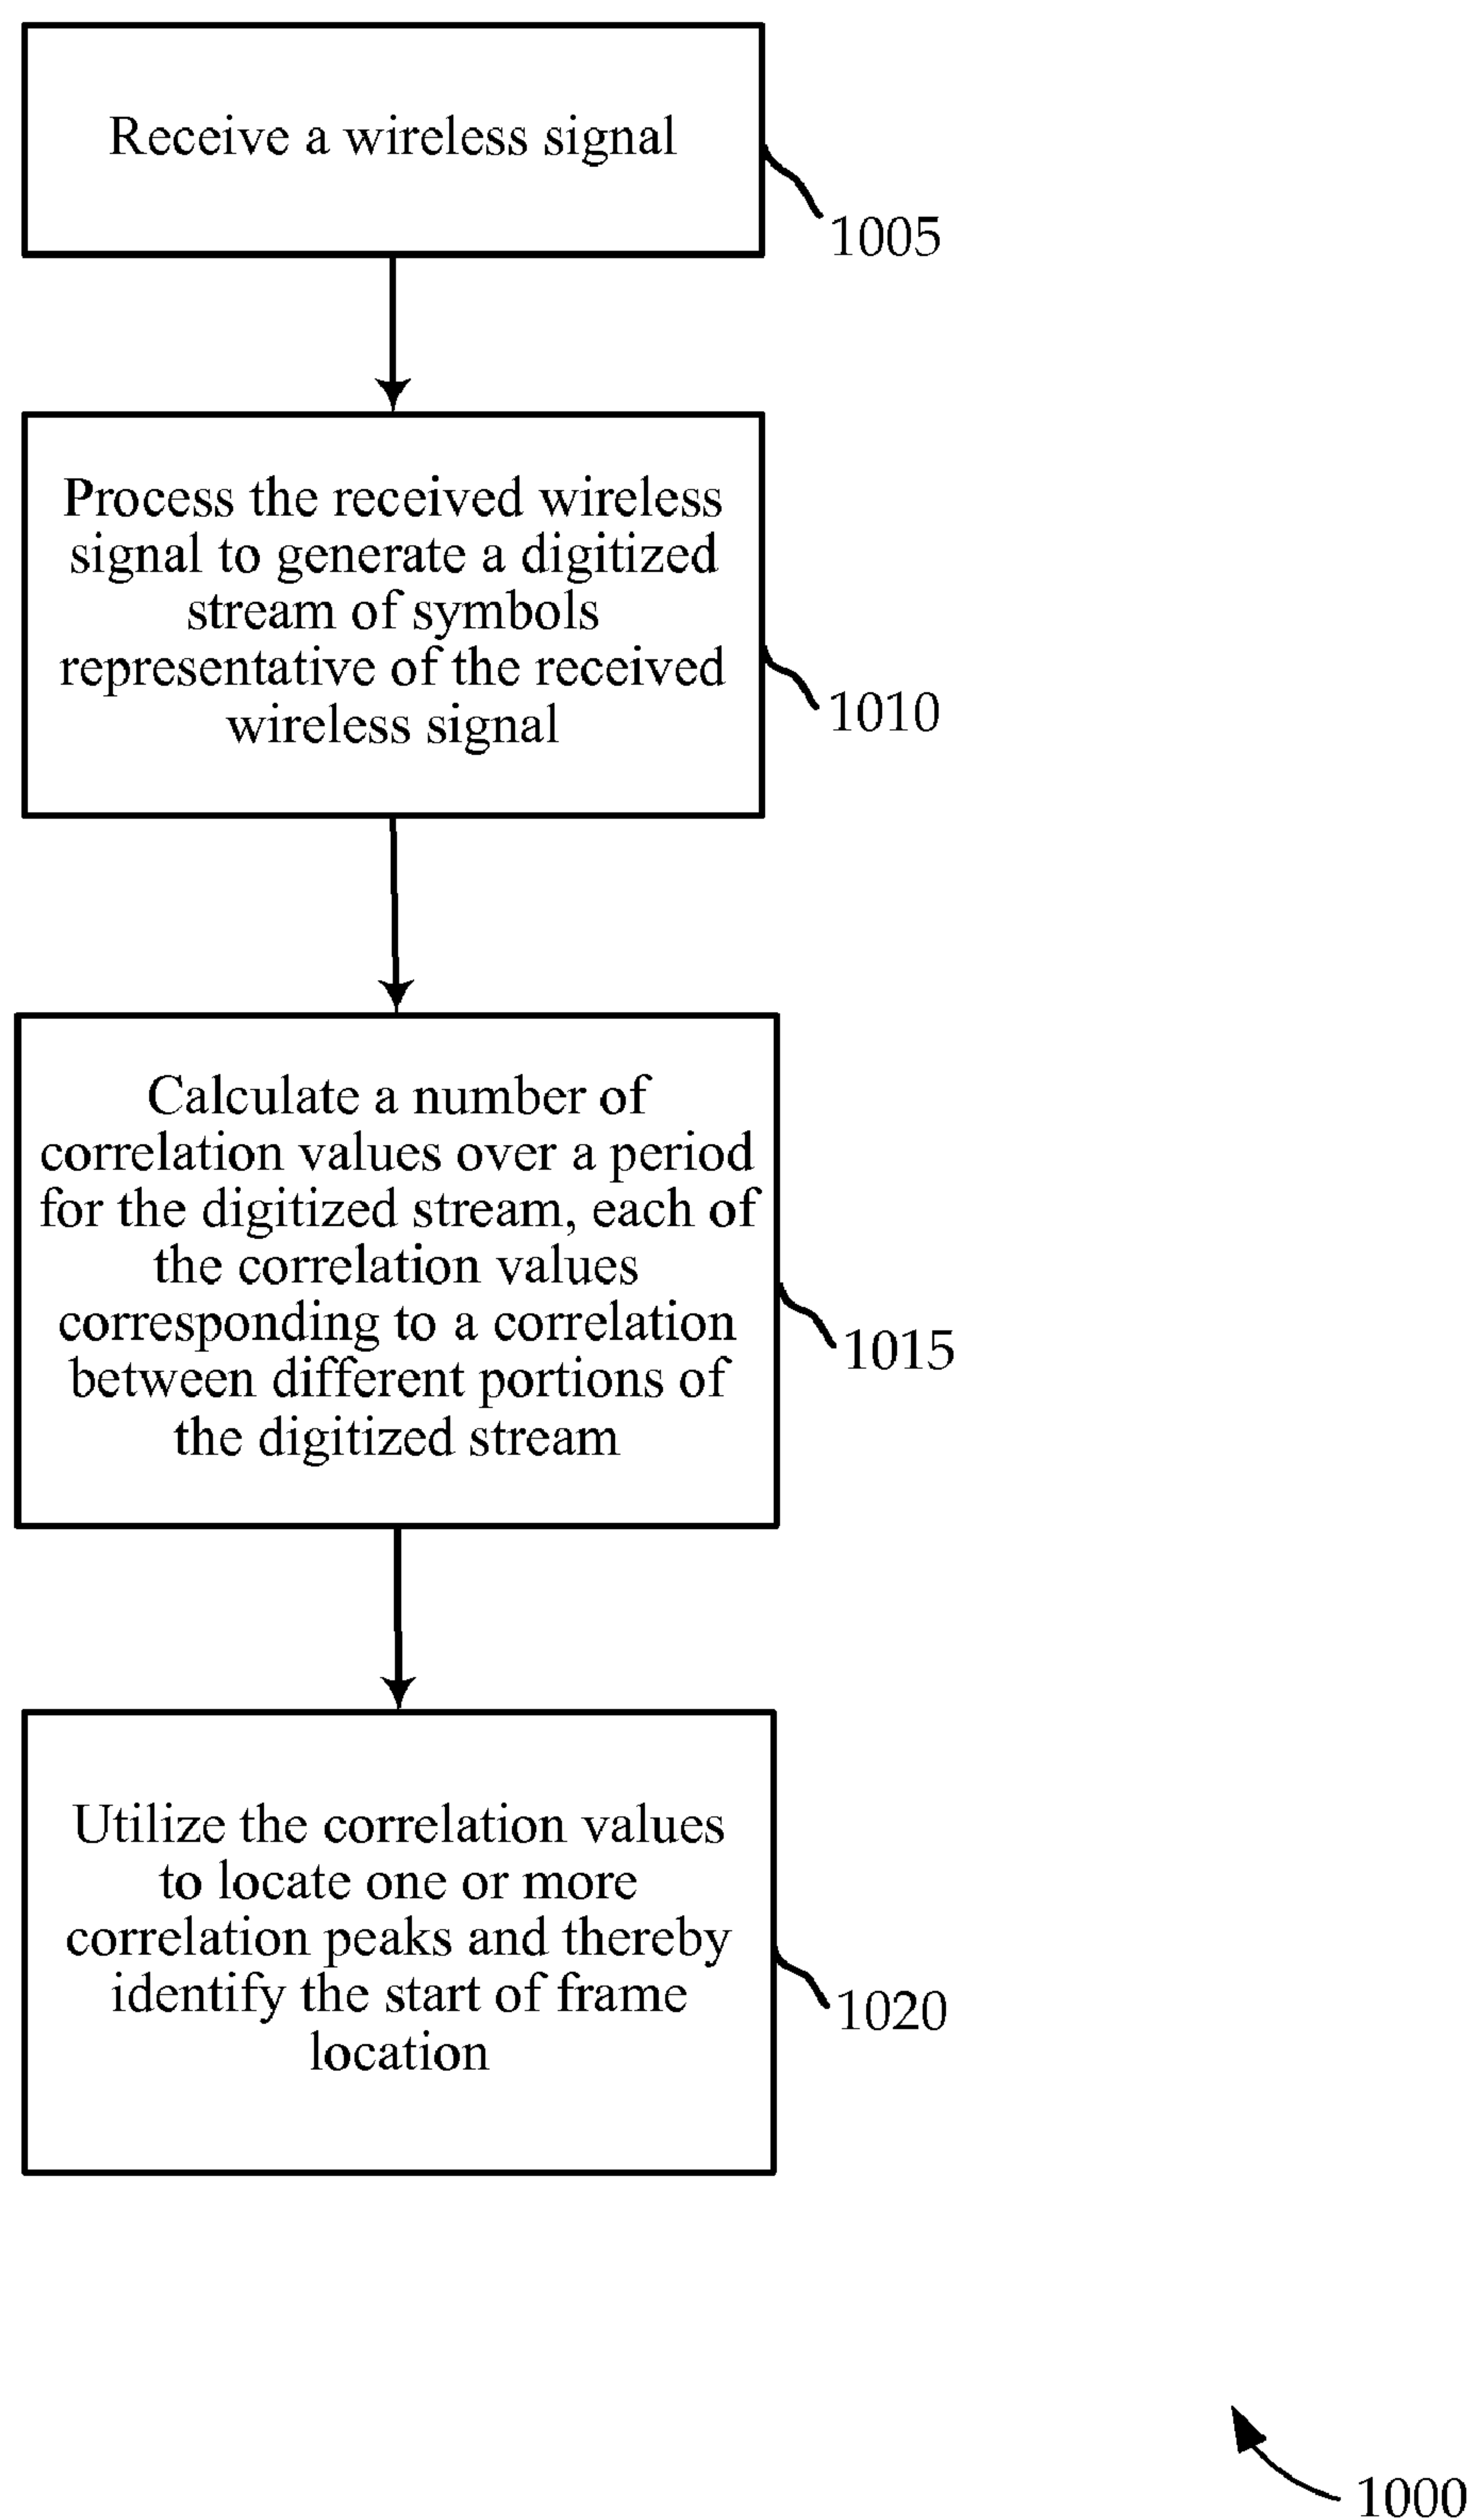 Receive a wireless signal
1005
Process the received wireless
signal to generate a digitized
stream of symbols
representative of the received
wireless signal
1010
Calculate a number of
correlation values over a period
for the digitized stream, each of
the correlation values
corresponding to a correlation
between different portions of
the digitized stream
1015
Utilize the correlation values
to locate one or more
correlation peaks and thereby
identify the start of frame
location
1020
1000